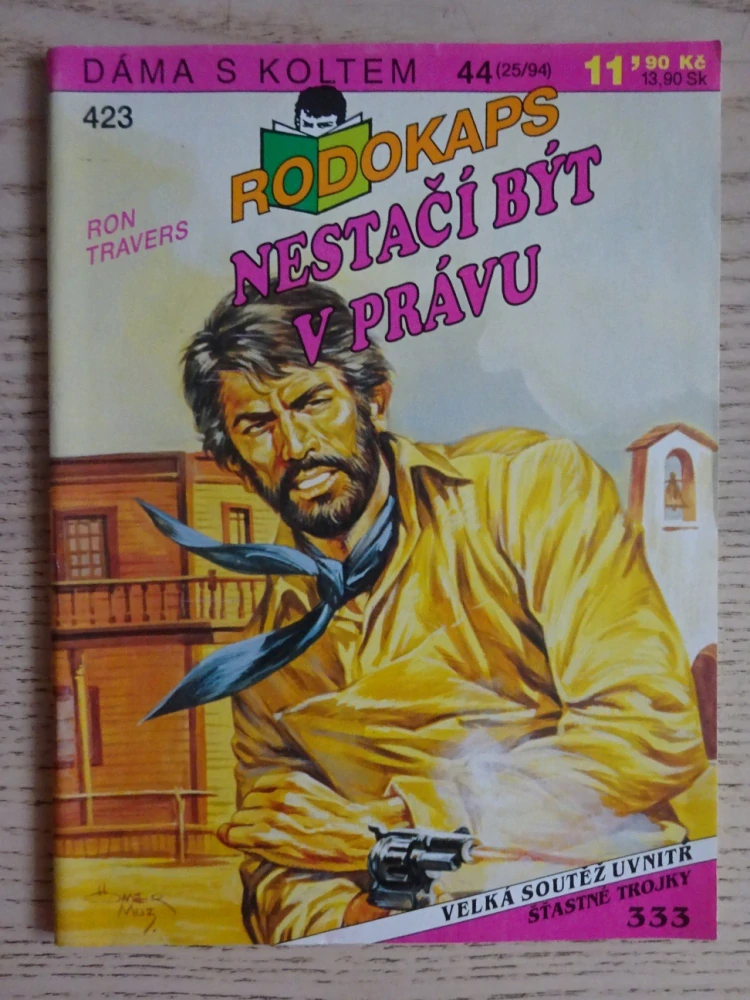 DÁMA S KOLTEM 44 (25/94) 11,90 Kč
13,90 Sk
423
RODOKAPS
RON
TRAVERS
NESTAČÍ BÝT
V PRÁVU
VELKÁ SOUTĚŽ UVNITŘ
ŠŤASTNÉ TROJKY
333